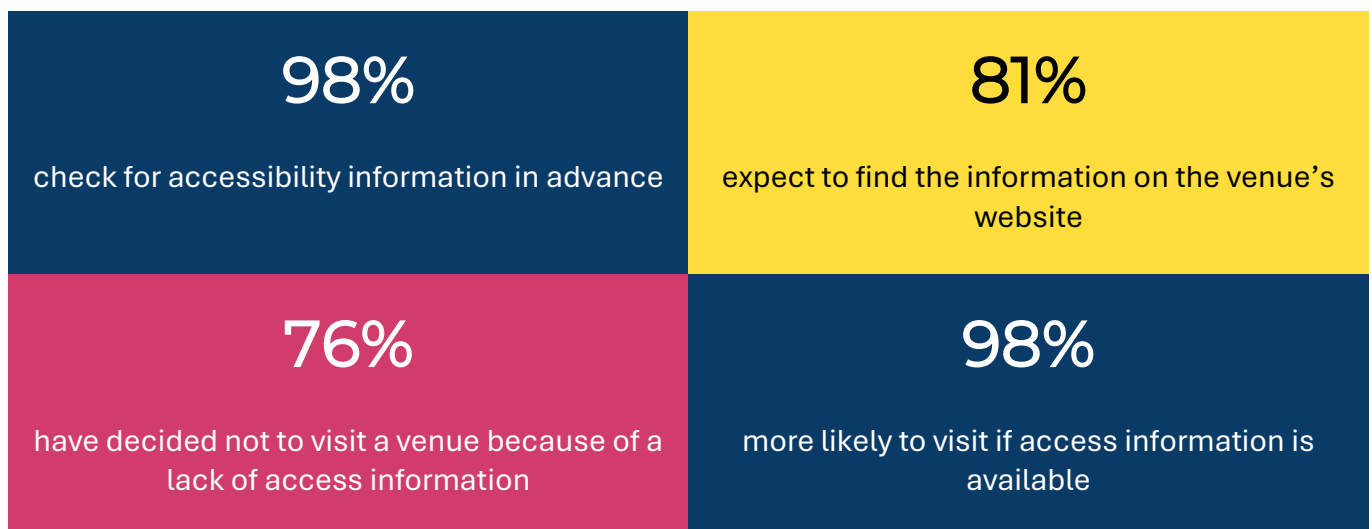 98%
check for accessibility information in advance
81%
expect to find the information on the venue’s
website
76%
have decided not to visit a venue because of a
lack of access information
98%
more likely to visit if access information is
available